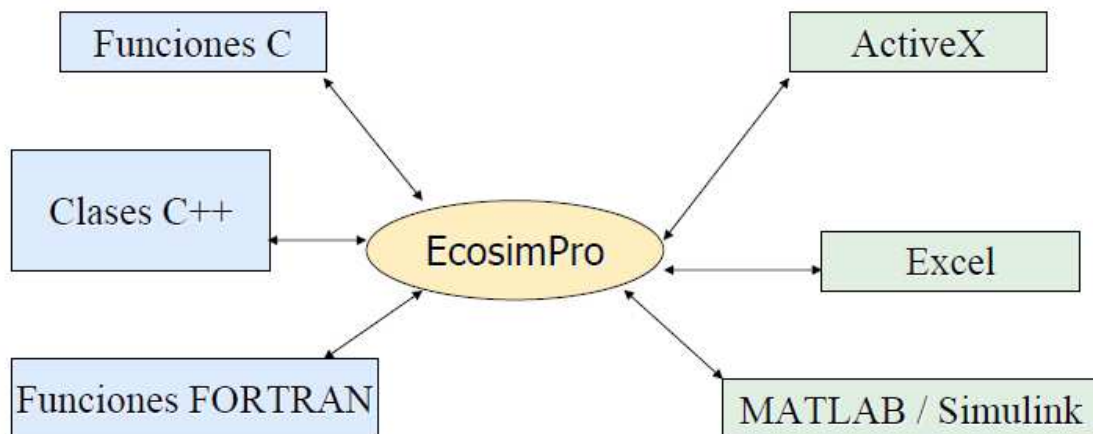 Funciones C
ActiveX
Clases C++
EcosimPro
Excel
Funciones FORTRAN
MATLAB / Simulink